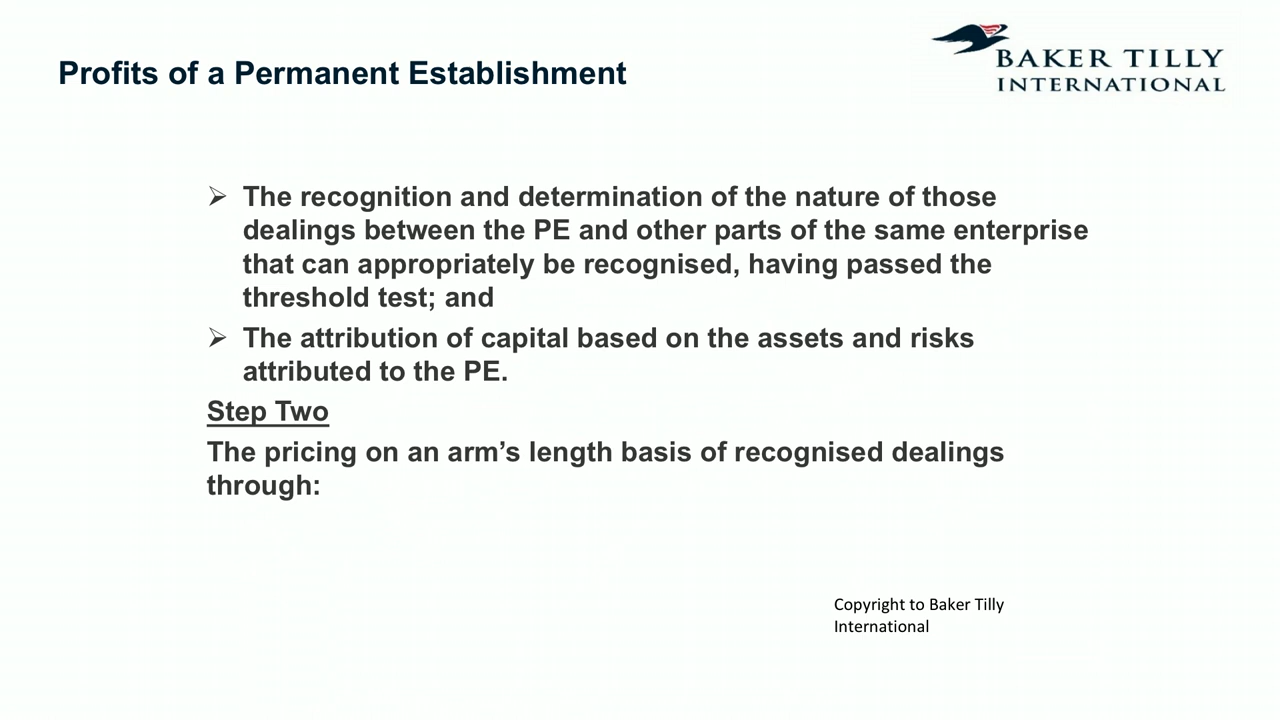 Profits of a Permanent Establishment
BAKER TILLY
INTERNATIONAL
➢ The recognition and determination of the nature of those
dealings between the PE and other parts of the same enterprise
that can appropriately be recognised, having passed the
threshold test; and
➢ The attribution of capital based on the assets and risks
attributed to the PE.
Step Two
The pricing on an arm’s length basis of recognised dealings
through:
Copyright to Baker Tilly
International